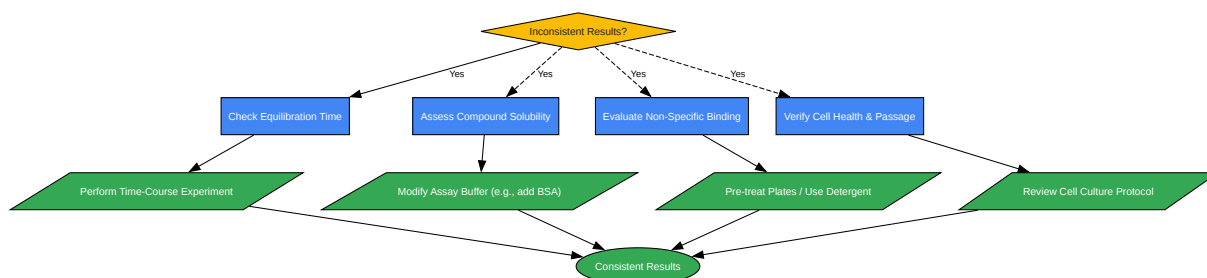 Inconsistent Results?
Yes
Yes
Yes
Yes
Check Equilibration Time
Assess Compound Solubility
Evaluate Non-Specific Binding
Verify Cell Health & Passage
Perform Time-Course Experiment
Modify Assay Buffer (e.g., add BSA)
Pre-treat Plates / Use Detergent
Review Cell Culture Protocol
Consistent Results